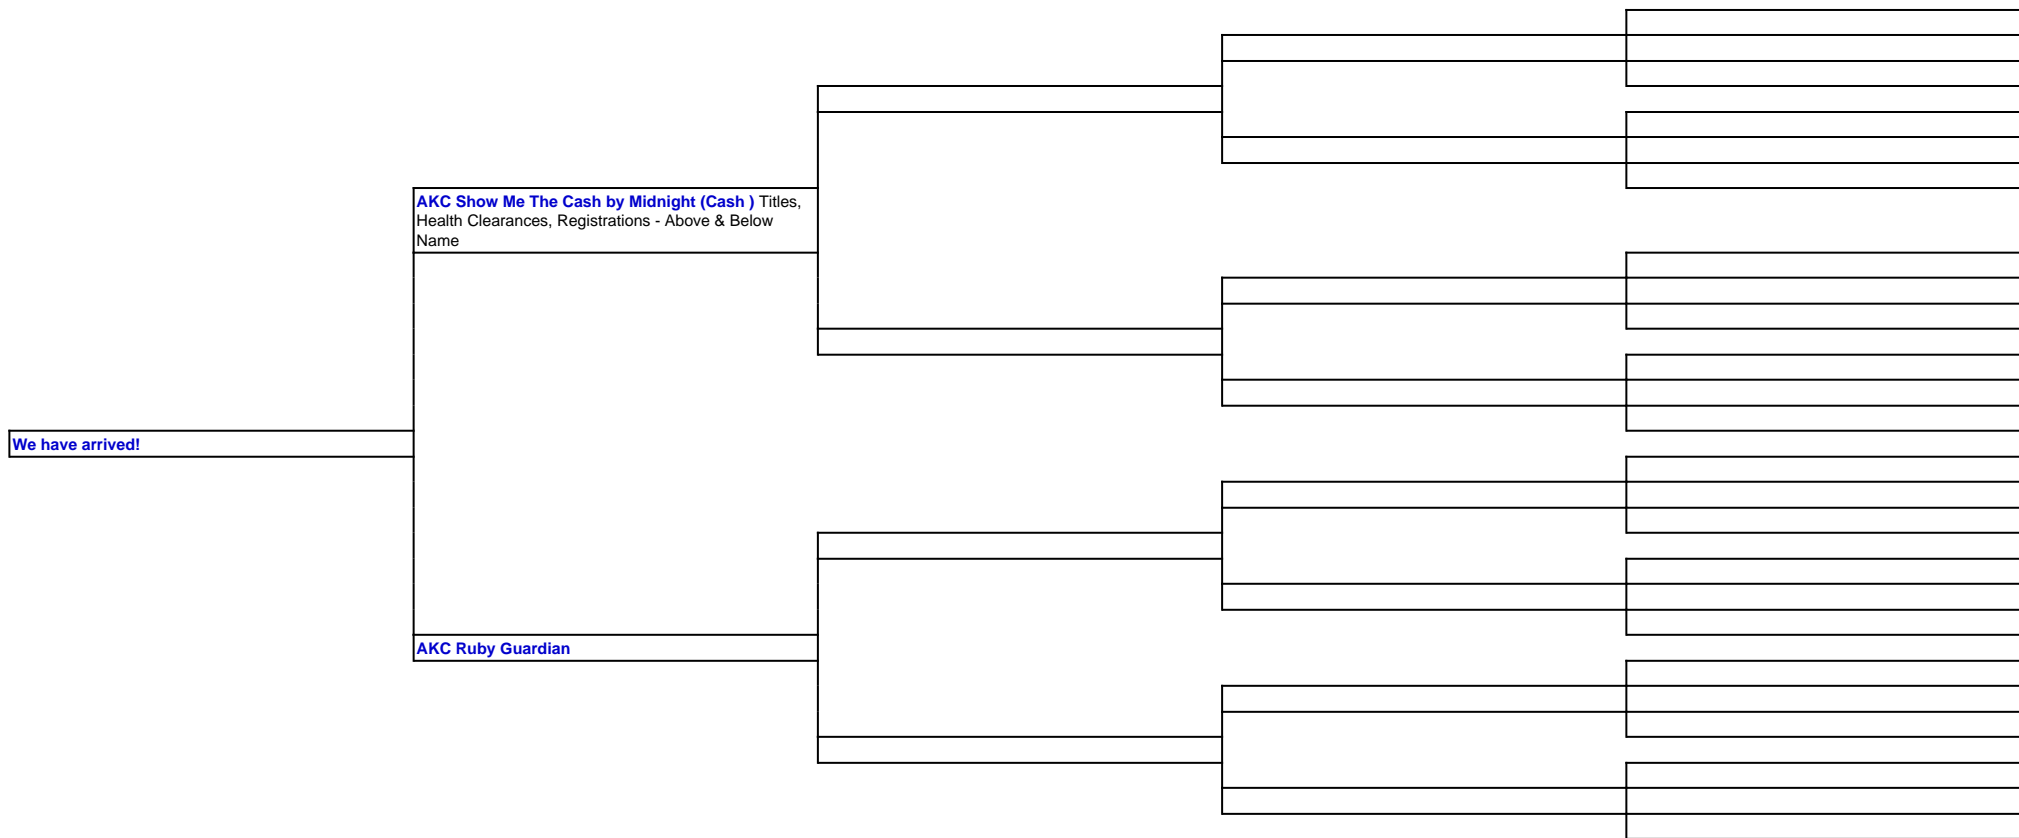 AKC Show Me The Cash by Midnight (Cash ) Titles,
Health Clearances, Registrations - Above & Below
Name
We have arrived!
AKC Ruby Guardian